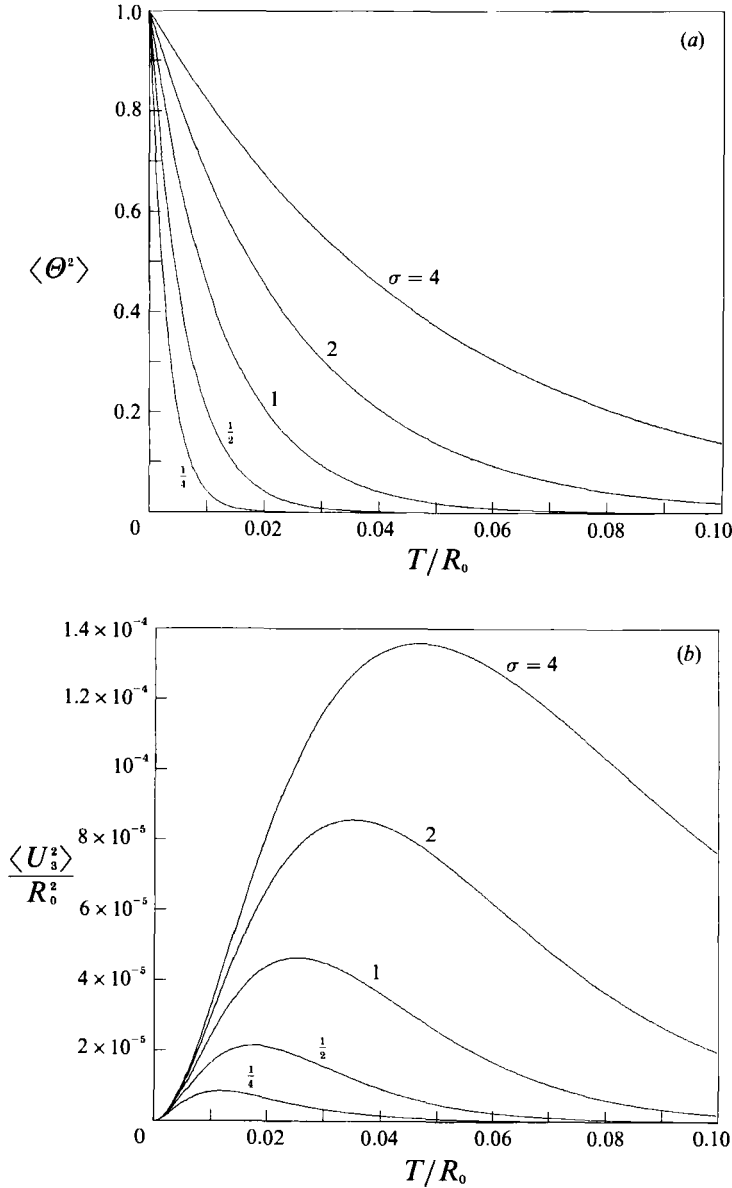 (a)
1.0
0.8
0.6
⟨Θ²⟩
0.4
0.2
0
σ = 4
2
1
½
¼
0.02
0.04
0.06
0.08
0.10
T/R₀
(b)
1.4 × 10⁻⁴
1.2 × 10⁻⁴
10⁻⁴
8 × 10⁻⁵
⟨U₃²⟩
R₀²
6 × 10⁻⁵
4 × 10⁻⁵
2 × 10⁻⁵
0
σ = 4
2
1
½
¼
0.02
0.04
0.06
0.08
0.10
T/R₀